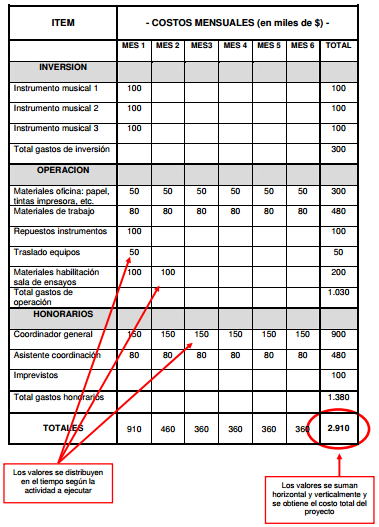 ITEM - COSTOS MENSUALES (en miles de $) -
MES 1 MES 2 MES3 MES 4 MES 5 MES 6 TOTAL
INVERSION
Instrumento musical 1 100 100
Instrumento musical 2 100 100
Instrumento musical 3 100 100
Total gastos de inversión 300
OPERACION
Materiales oficina: papel,
tintas impresora, etc. 50 50 50 50 50 50 300
Materiales de trabajo 80 80 80 80 80 80 480
Repuestos instrumentos 100 100
Traslado equipos 50 50
Materiales habilitación
sala de ensayos 100 100 200
Total gastos de
operación 1.030
HONORARIOS
Coordinador general 150 150 150 150 150 150 900
Asistente coordinación 80 80 80 80 80 80 480
Imprevistos 100
Total gastos honorarios 1.380
TOTALES 910 460 360 360 360 360 2.910
Los valores se distribuyen
en el tiempo según la
actividad a ejecutar
Los valores se suman
horizontal y verticalmente y
se obtiene el costo total del
proyecto